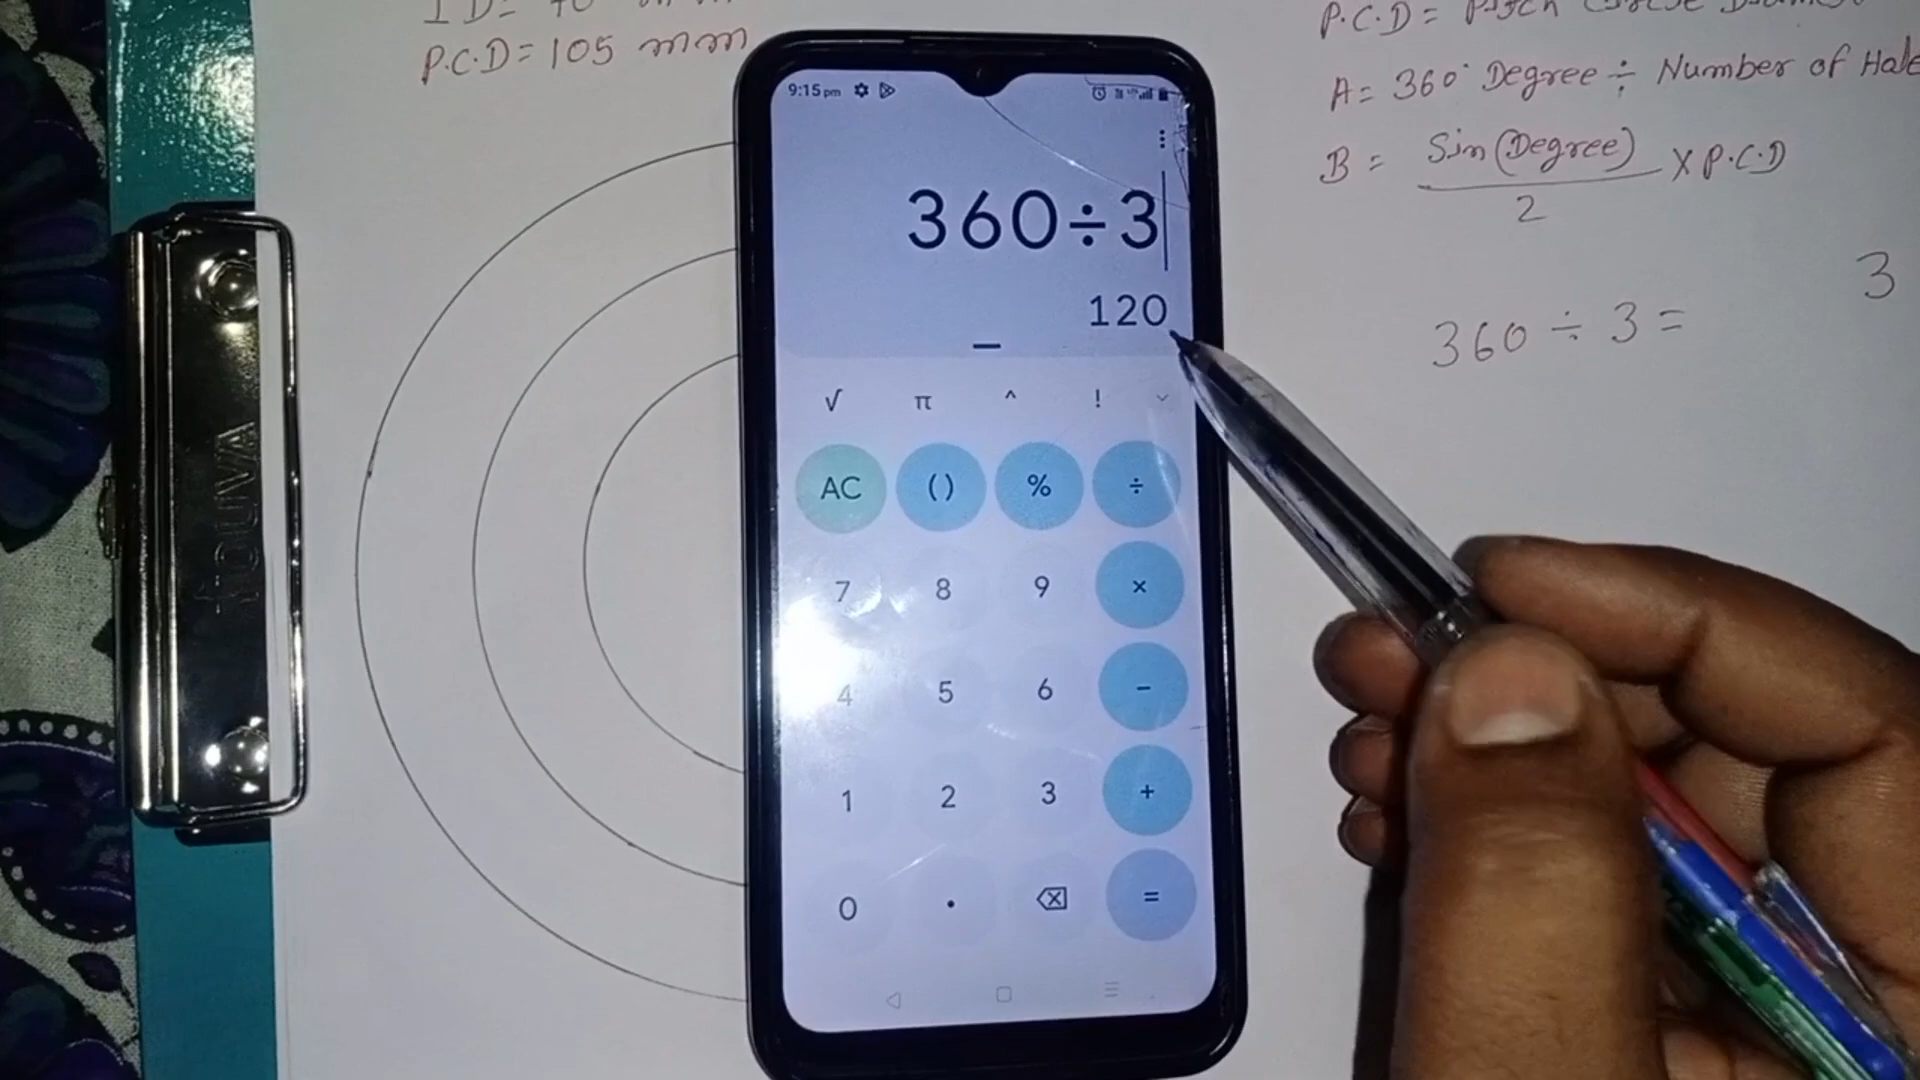 P.C.D = 105 mm
P.C.D =
A = 360° Degree ÷ Number of Hole
B = Sin (Degree) × P.C.D
2
3
360 ÷ 3 =
9:15 pm
360÷3
120
√ π ^ !
AC () % ÷
7 8 9 ×
4 5 6 −
1 2 3 +
0 . =